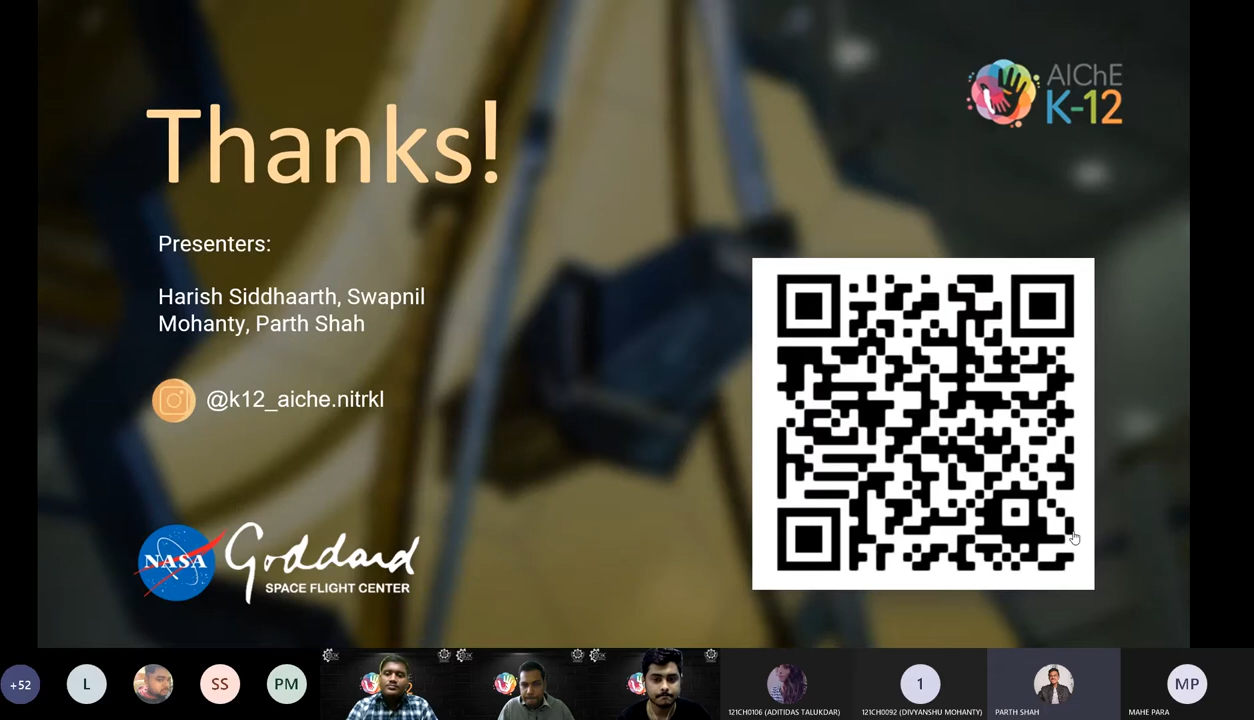 Thanks!
AIChE
K-12
Presenters:
Harish Siddhaarth, Swapnil
Mohanty, Parth Shah
@k12_aiche.nitrkl
NASA
Goddard
SPACE FLIGHT CENTER
+52
L
SS
PM
121CH0106 (ADITIDAS TALUKDAR)
1
121CH0092 (DIVYANSHU MOHANTY)
PARTH SHAH
MP
MAHE PARA